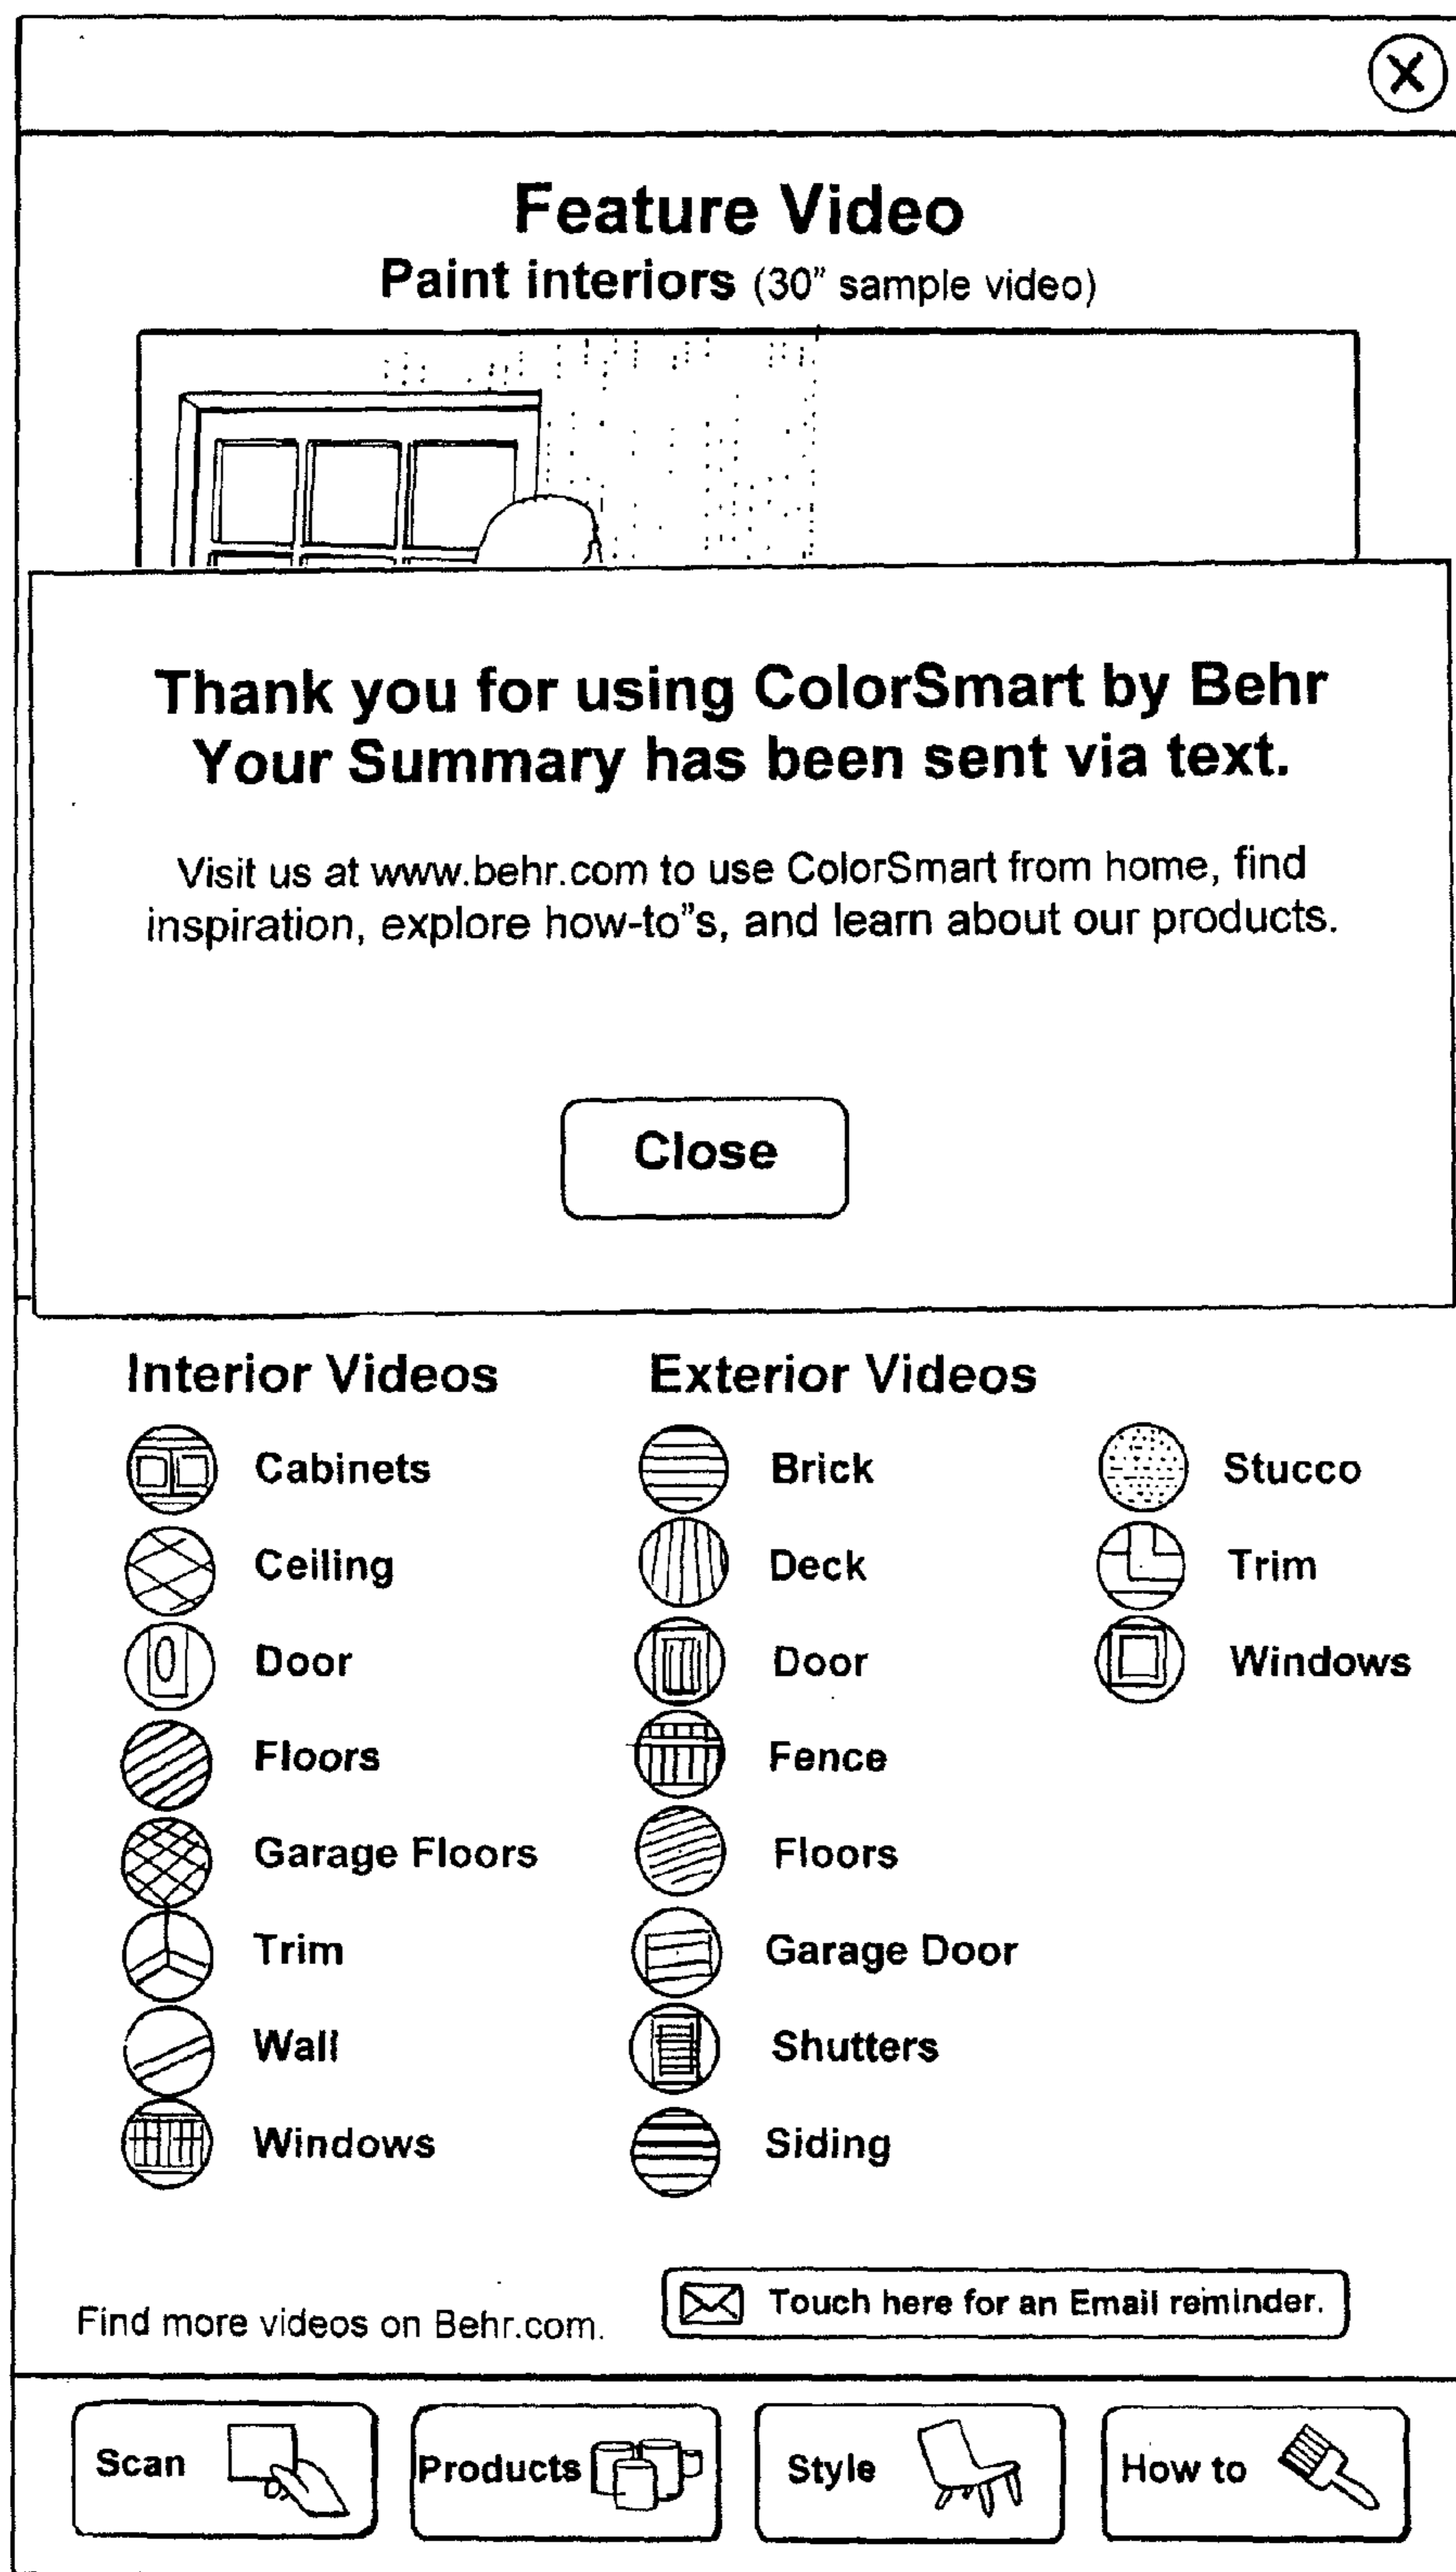 X
Feature Video
Paint interiors (30” sample video)
Thank you for using ColorSmart by Behr
Your Summary has been sent via text.
Visit us at www.behr.com to use ColorSmart from home, find
inspiration, explore how-to”s, and learn about our products.
Close
Interior Videos
Cabinets
Ceiling
Door
Floors
Garage Floors
Trim
Wall
Windows
Exterior Videos
Brick
Deck
Door
Fence
Floors
Garage Door
Shutters
Siding
Stucco
Trim
Windows
Find more videos on Behr.com.
Touch here for an Email reminder.
Scan
Products
Style
How to